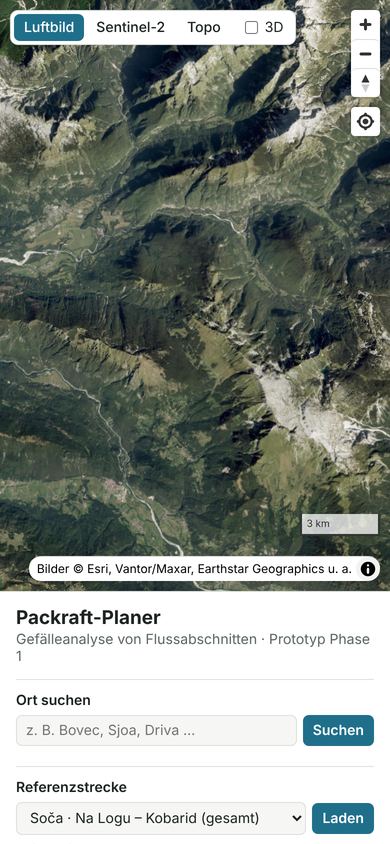 Luftbild Sentinel-2 Topo 3D
3 km
Bilder © Esri, Vantor/Maxar, Earthstar Geographics u. a.
Packraft-Planer
Gefälleanalyse von Flussabschnitten · Prototyp Phase
1
Ort suchen
z. B. Bovec, Sjoa, Driva ...
Suchen
Referenzstrecke
Soča · Na Logu – Kobarid (gesamt)
Laden